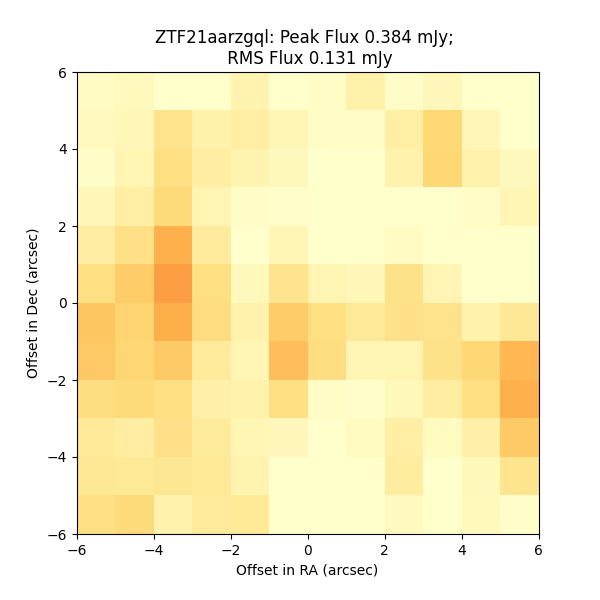 ZTF21aarzgql: Peak Flux 0.384 mJy;
RMS Flux 0.131 mJy
6
4
2
0
−2
−4
−6
Offset in Dec (arcsec)
−6 −4 −2 0 2 4 6
Offset in RA (arcsec)